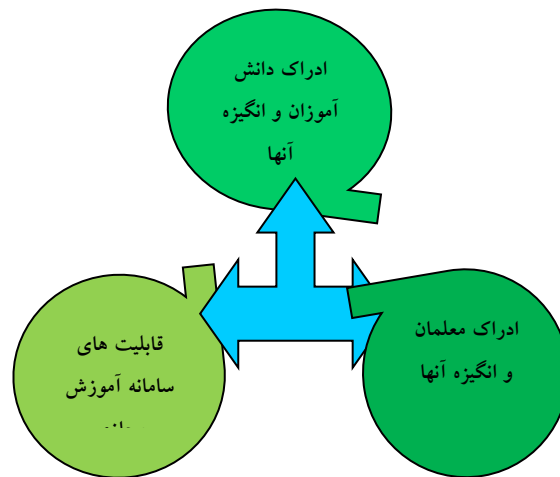 ادراک دانش
آموزان و انگیزه
آنها
قابلیت های
سامانه آموزش
ادراک معلمان
و انگیزه آنها